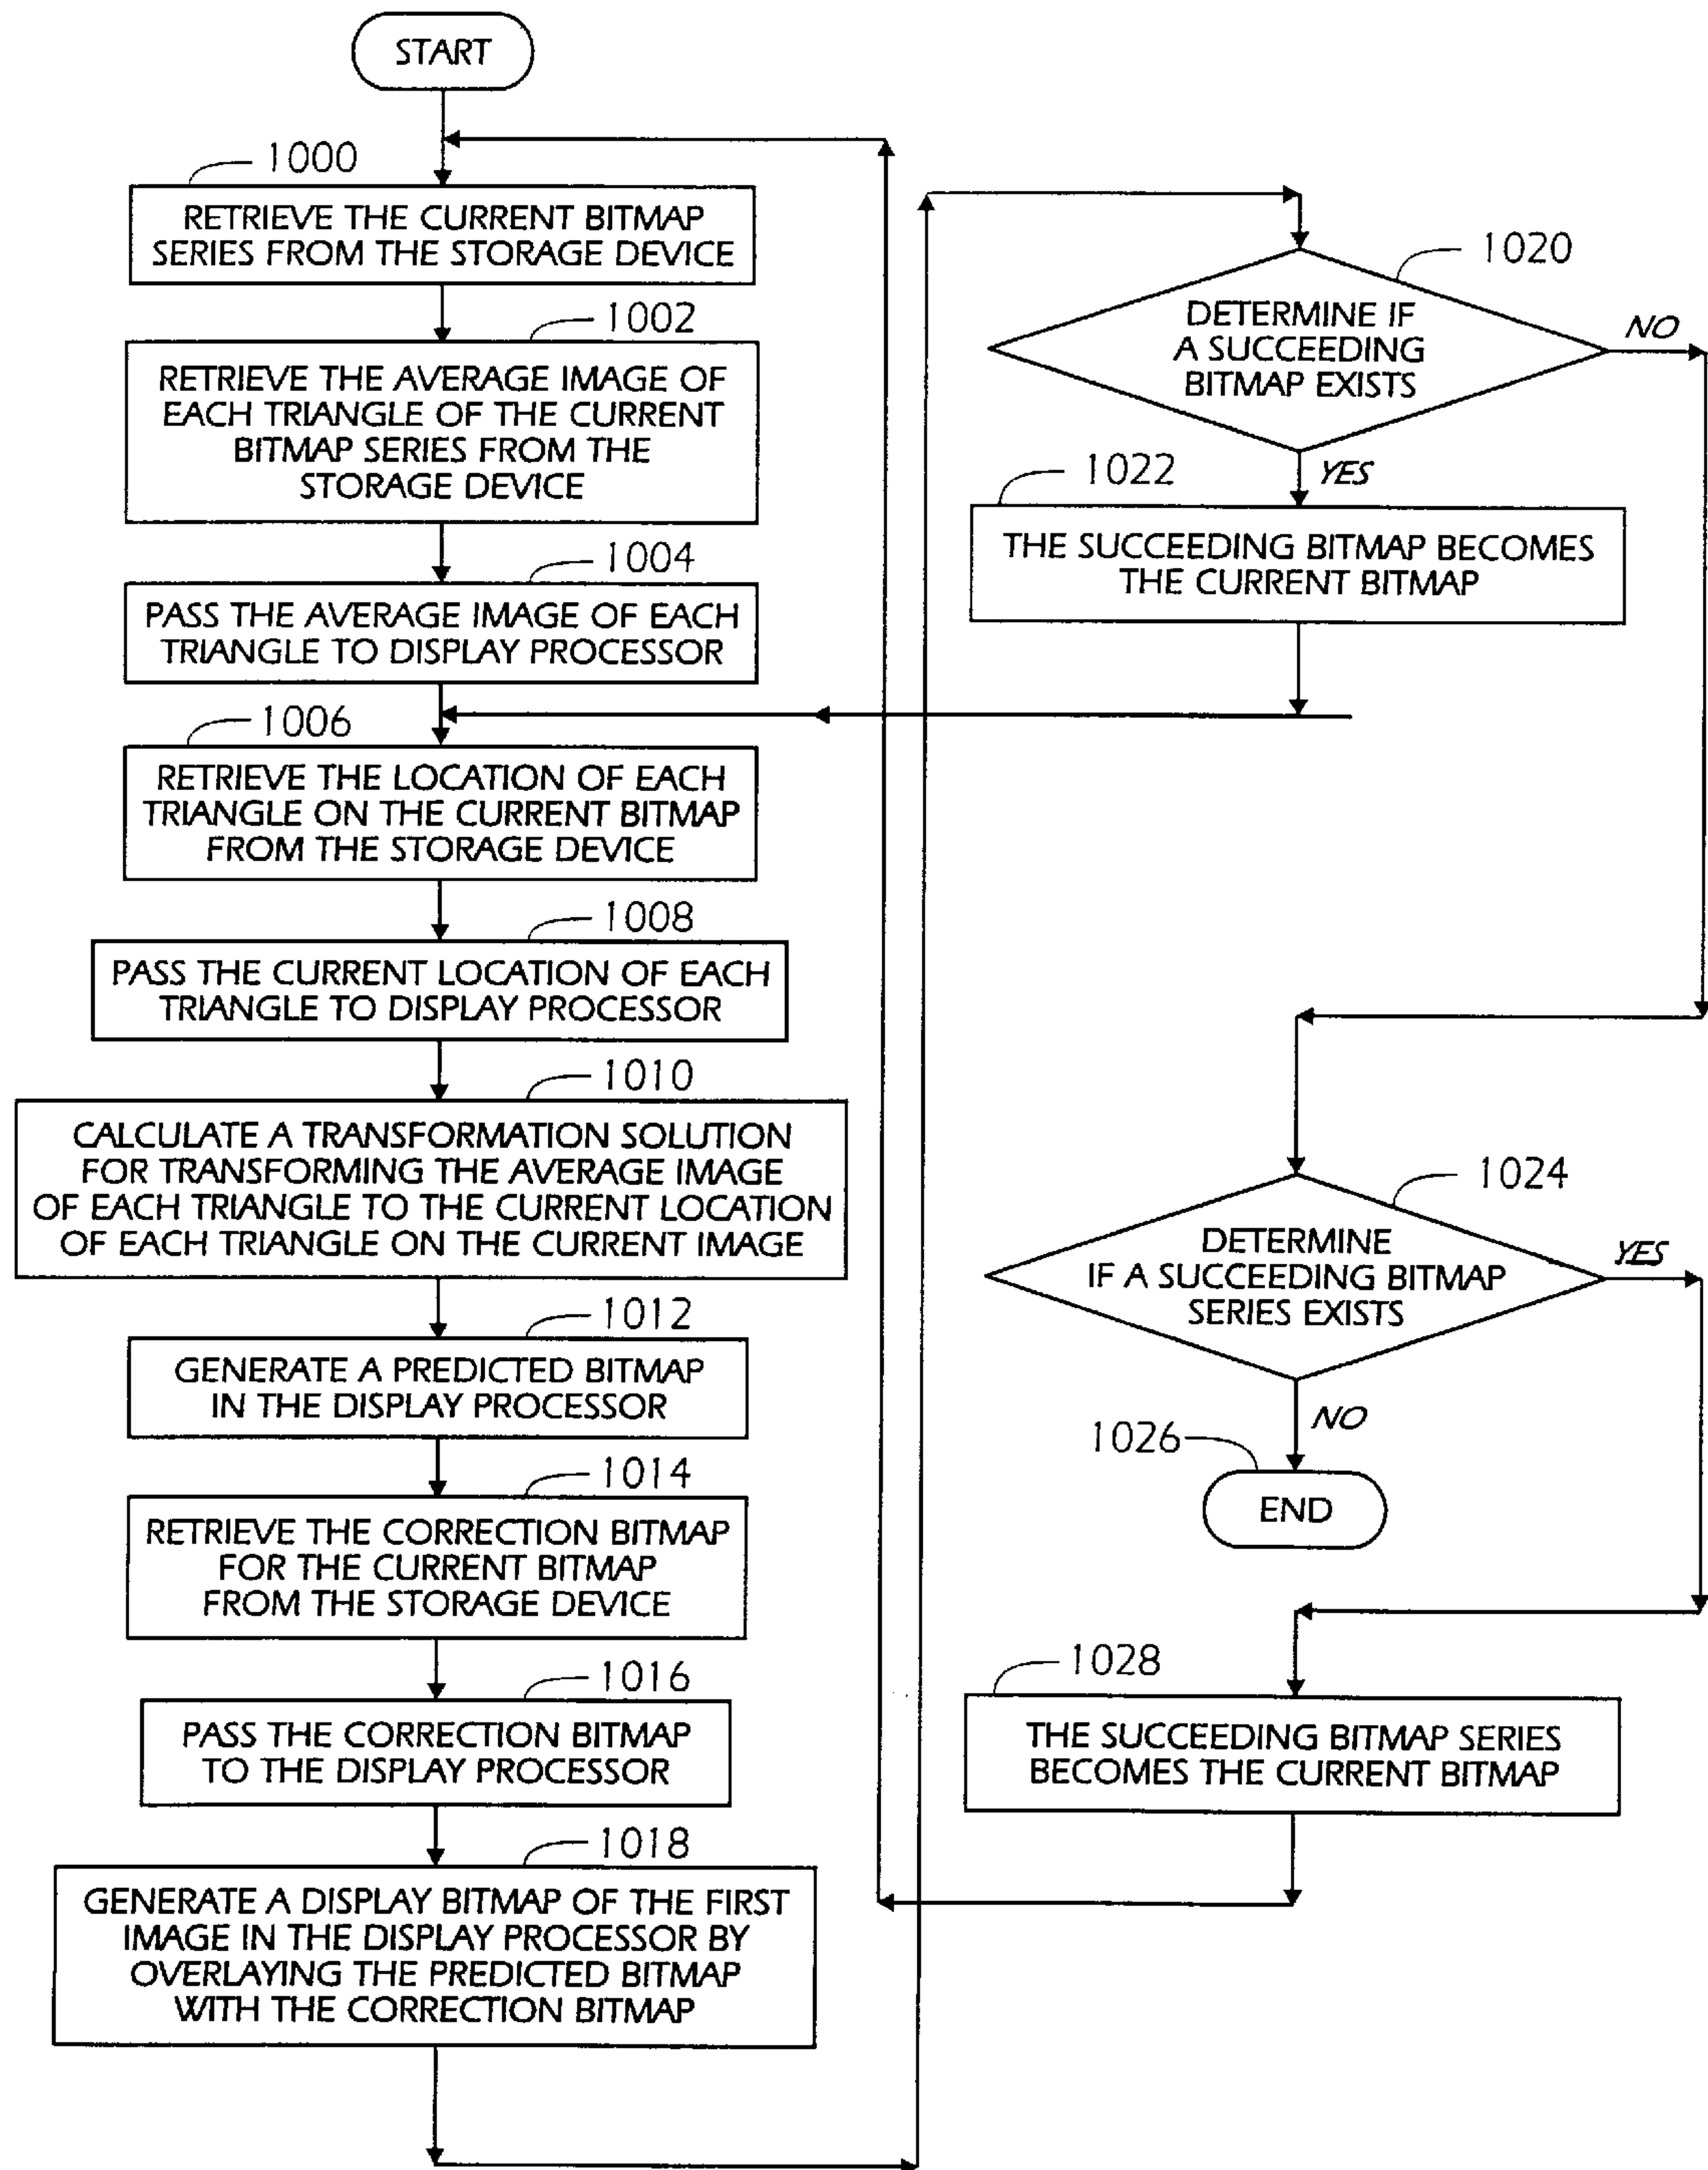 START
1000
RETRIEVE THE CURRENT BITMAP
SERIES FROM THE STORAGE DEVICE
1002
RETRIEVE THE AVERAGE IMAGE OF
EACH TRIANGLE OF THE CURRENT
BITMAP SERIES FROM THE
STORAGE DEVICE
1004
PASS THE AVERAGE IMAGE OF EACH
TRIANGLE TO DISPLAY PROCESSOR
1006
RETRIEVE THE LOCATION OF EACH
TRIANGLE ON THE CURRENT BITMAP
FROM THE STORAGE DEVICE
1008
PASS THE CURRENT LOCATION OF EACH
TRIANGLE TO DISPLAY PROCESSOR
1010
CALCULATE A TRANSFORMATION SOLUTION
FOR TRANSFORMING THE AVERAGE IMAGE
OF EACH TRIANGLE TO THE CURRENT LOCATION
OF EACH TRIANGLE ON THE CURRENT IMAGE
1012
GENERATE A PREDICTED BITMAP
IN THE DISPLAY PROCESSOR
1014
RETRIEVE THE CORRECTION BITMAP
FOR THE CURRENT BITMAP
FROM THE STORAGE DEVICE
1016
PASS THE CORRECTION BITMAP
TO THE DISPLAY PROCESSOR
1018
GENERATE A DISPLAY BITMAP OF THE FIRST
IMAGE IN THE DISPLAY PROCESSOR BY
OVERLAYING THE PREDICTED BITMAP
WITH THE CORRECTION BITMAP
1020
DETERMINE IF
A SUCCEEDING
BITMAP EXISTS
NO
YES
1022
THE SUCCEEDING BITMAP BECOMES
THE CURRENT BITMAP
1024
DETERMINE
IF A SUCCEEDING BITMAP
SERIES EXISTS
YES
NO
1026
END
1028
THE SUCCEEDING BITMAP SERIES
BECOMES THE CURRENT BITMAP